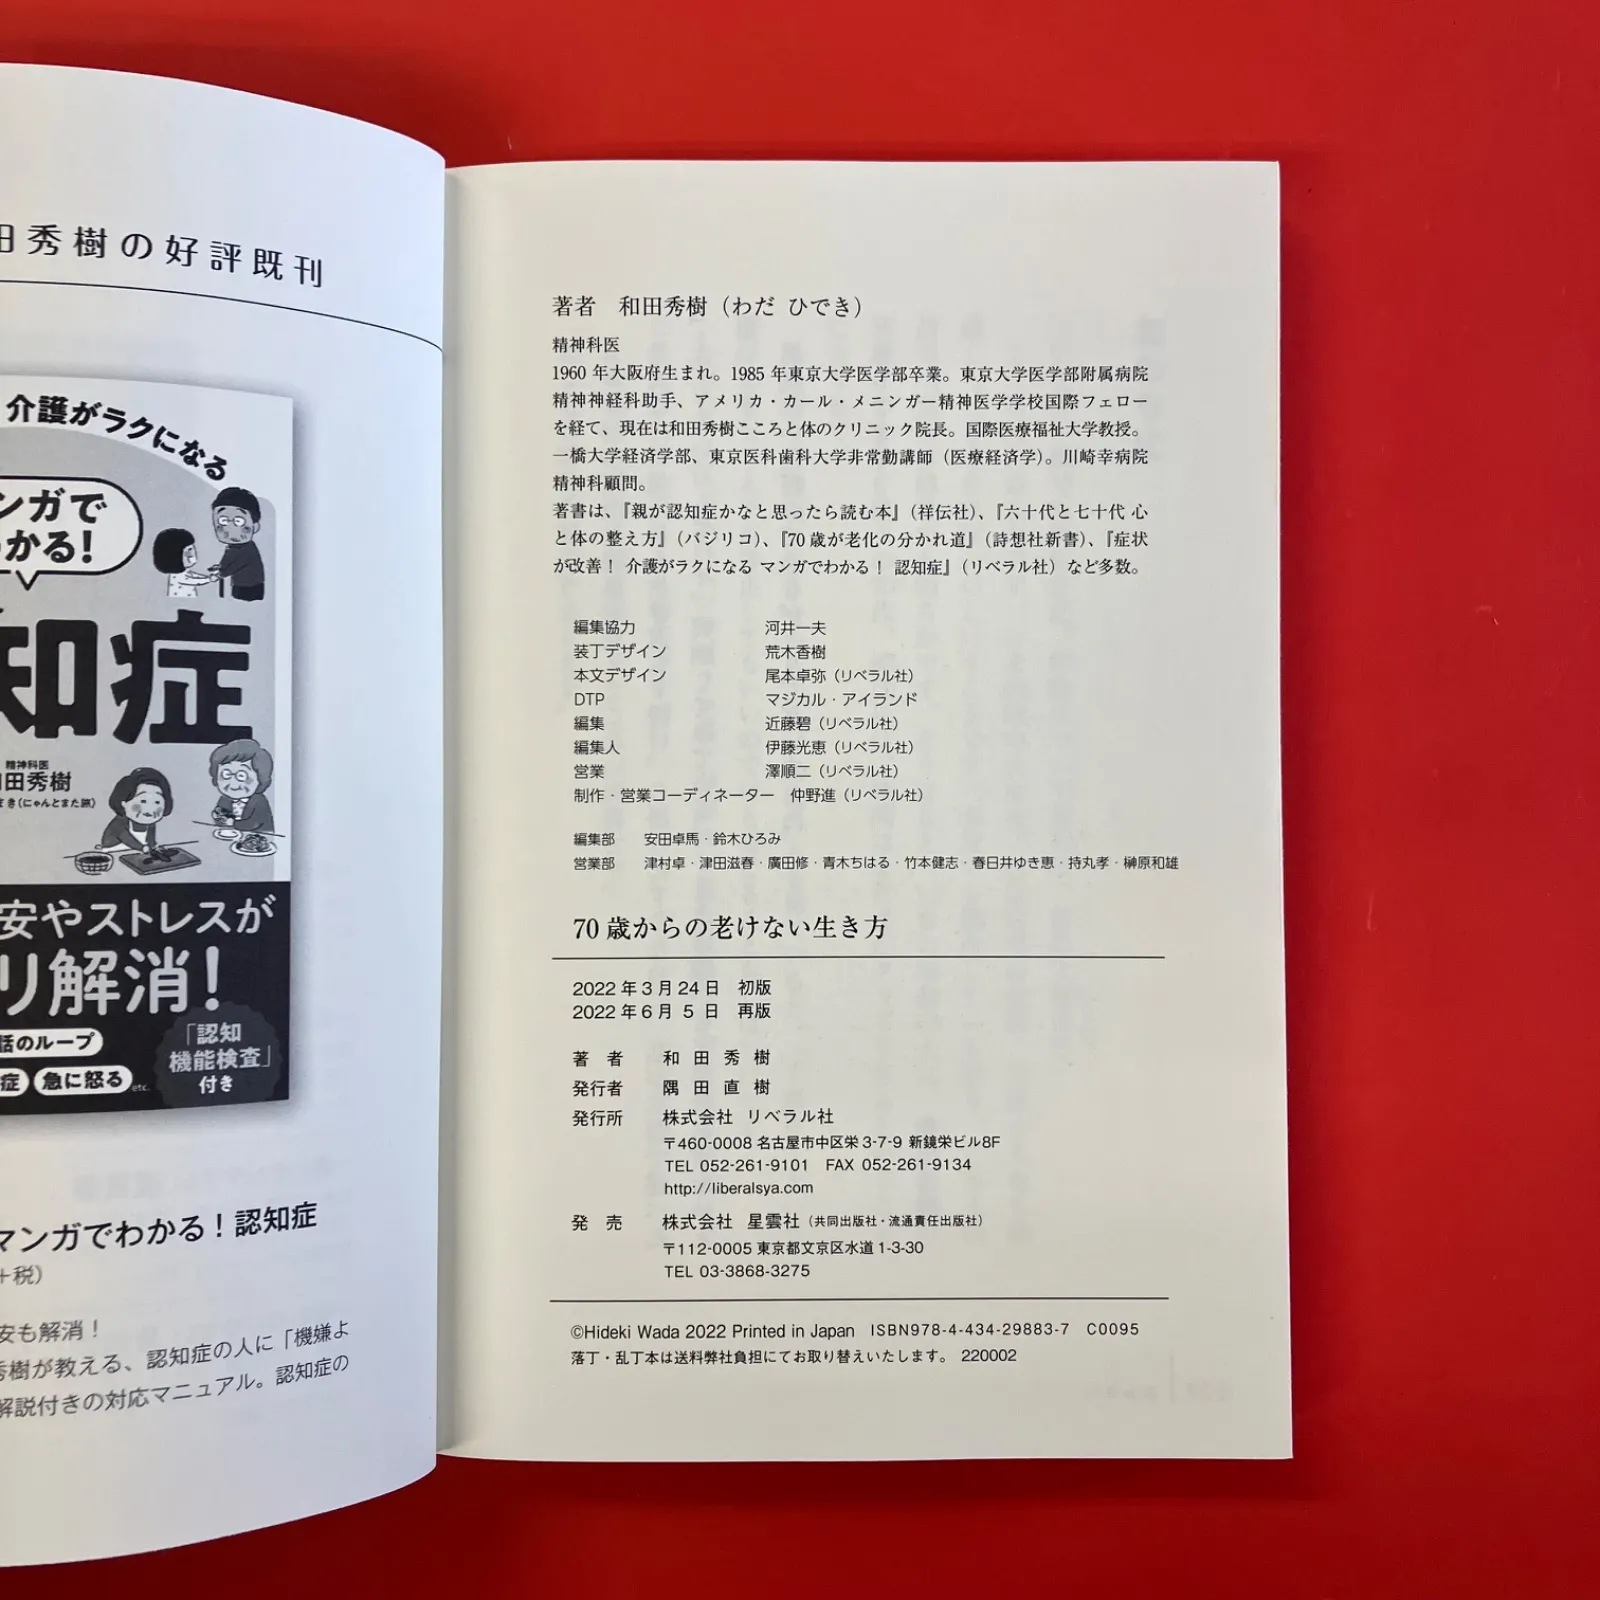 田秀樹の好評既刊
介護がラクになる
ンガで
かる！
知症
精神科医
田秀樹
き（にゃんとまた旅）
安やストレスが
リ解消！
話のループ
症
急に怒る
etc.
「認知
機能検査」
付き
マンガでわかる！認知症
＋税）
安も解消！
秀樹が教える、認知症の人に「機嫌よ
解説付きの対応マニュアル。認知症の
著者　和田秀樹（わだ ひでき）
精神科医
1960 年大阪府生まれ。1985 年東京大学医学部卒業。東京大学医学部附属病院
精神神経科助手、アメリカ・カール・メニンガー精神医学学校国際フェロー
を経て、現在は和田秀樹こころと体のクリニック院長。国際医療福祉大学教授。
一橋大学経済学部、東京医科歯科大学非常勤講師（医療経済学）。川崎幸病院
精神科顧問。
著書は、『親が認知症かなと思ったら読む本』（祥伝社）、『六十代と七十代 心
と体の整え方』（バジリコ）、『70 歳が老化の分かれ道』（詩想社新書）、『症状
が改善！ 介護がラクになる マンガでわかる！ 認知症』（リベラル社）など多数。
編集協力　河井一夫
装丁デザイン　荒木香樹
本文デザイン　尾本卓弥（リベラル社）
DTP　マジカル・アイランド
編集　近藤碧（リベラル社）
編集人　伊藤光恵（リベラル社）
営業　澤順二（リベラル社）
制作・営業コーディネーター　仲野進（リベラル社）
編集部　安田卓馬・鈴木ひろみ
営業部　津村卓・津田滋春・廣田修・青木ちはる・竹本健志・春日井ゆき恵・持丸孝・榊原和雄
70 歳からの老けない生き方
2022 年 3 月 24 日　初版
2022 年 6 月 5 日　再版
著　者　和 田 秀 樹
発行者　隅 田 直 樹
発行所　株式会社 リベラル社
〒460-0008 名古屋市中区栄 3-7-9 新鏡栄ビル8F
TEL 052-261-9101　FAX 052-261-9134
http://liberalsya.com
発　売　株式会社 星雲社（共同出版社・流通責任出版社）
〒112-0005 東京都文京区水道 1-3-30
TEL 03-3868-3275
©Hideki Wada 2022 Printed in Japan　ISBN978-4-434-29883-7　C0095
落丁・乱丁本は送料弊社負担にてお取り替えいたします。 220002